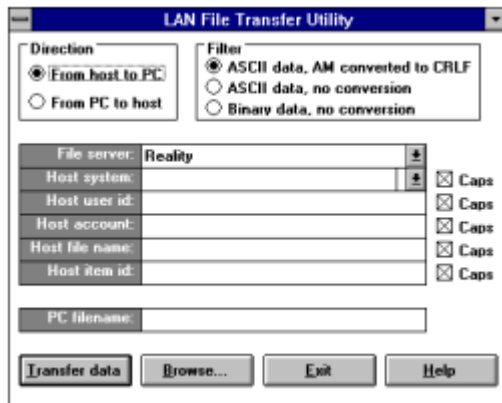 LAN File Transfer Utility
Direction
From host to PC
From PC to host
Filter
ASCII data, AM converted to CRLF
ASCII data, no conversion
Binary data, no conversion
File server: Reality
Host system: Caps
Host user id: Caps
Host account: Caps
Host file name: Caps
Host item id: Caps
PC filename:
Transfer data Browse... Exit Help